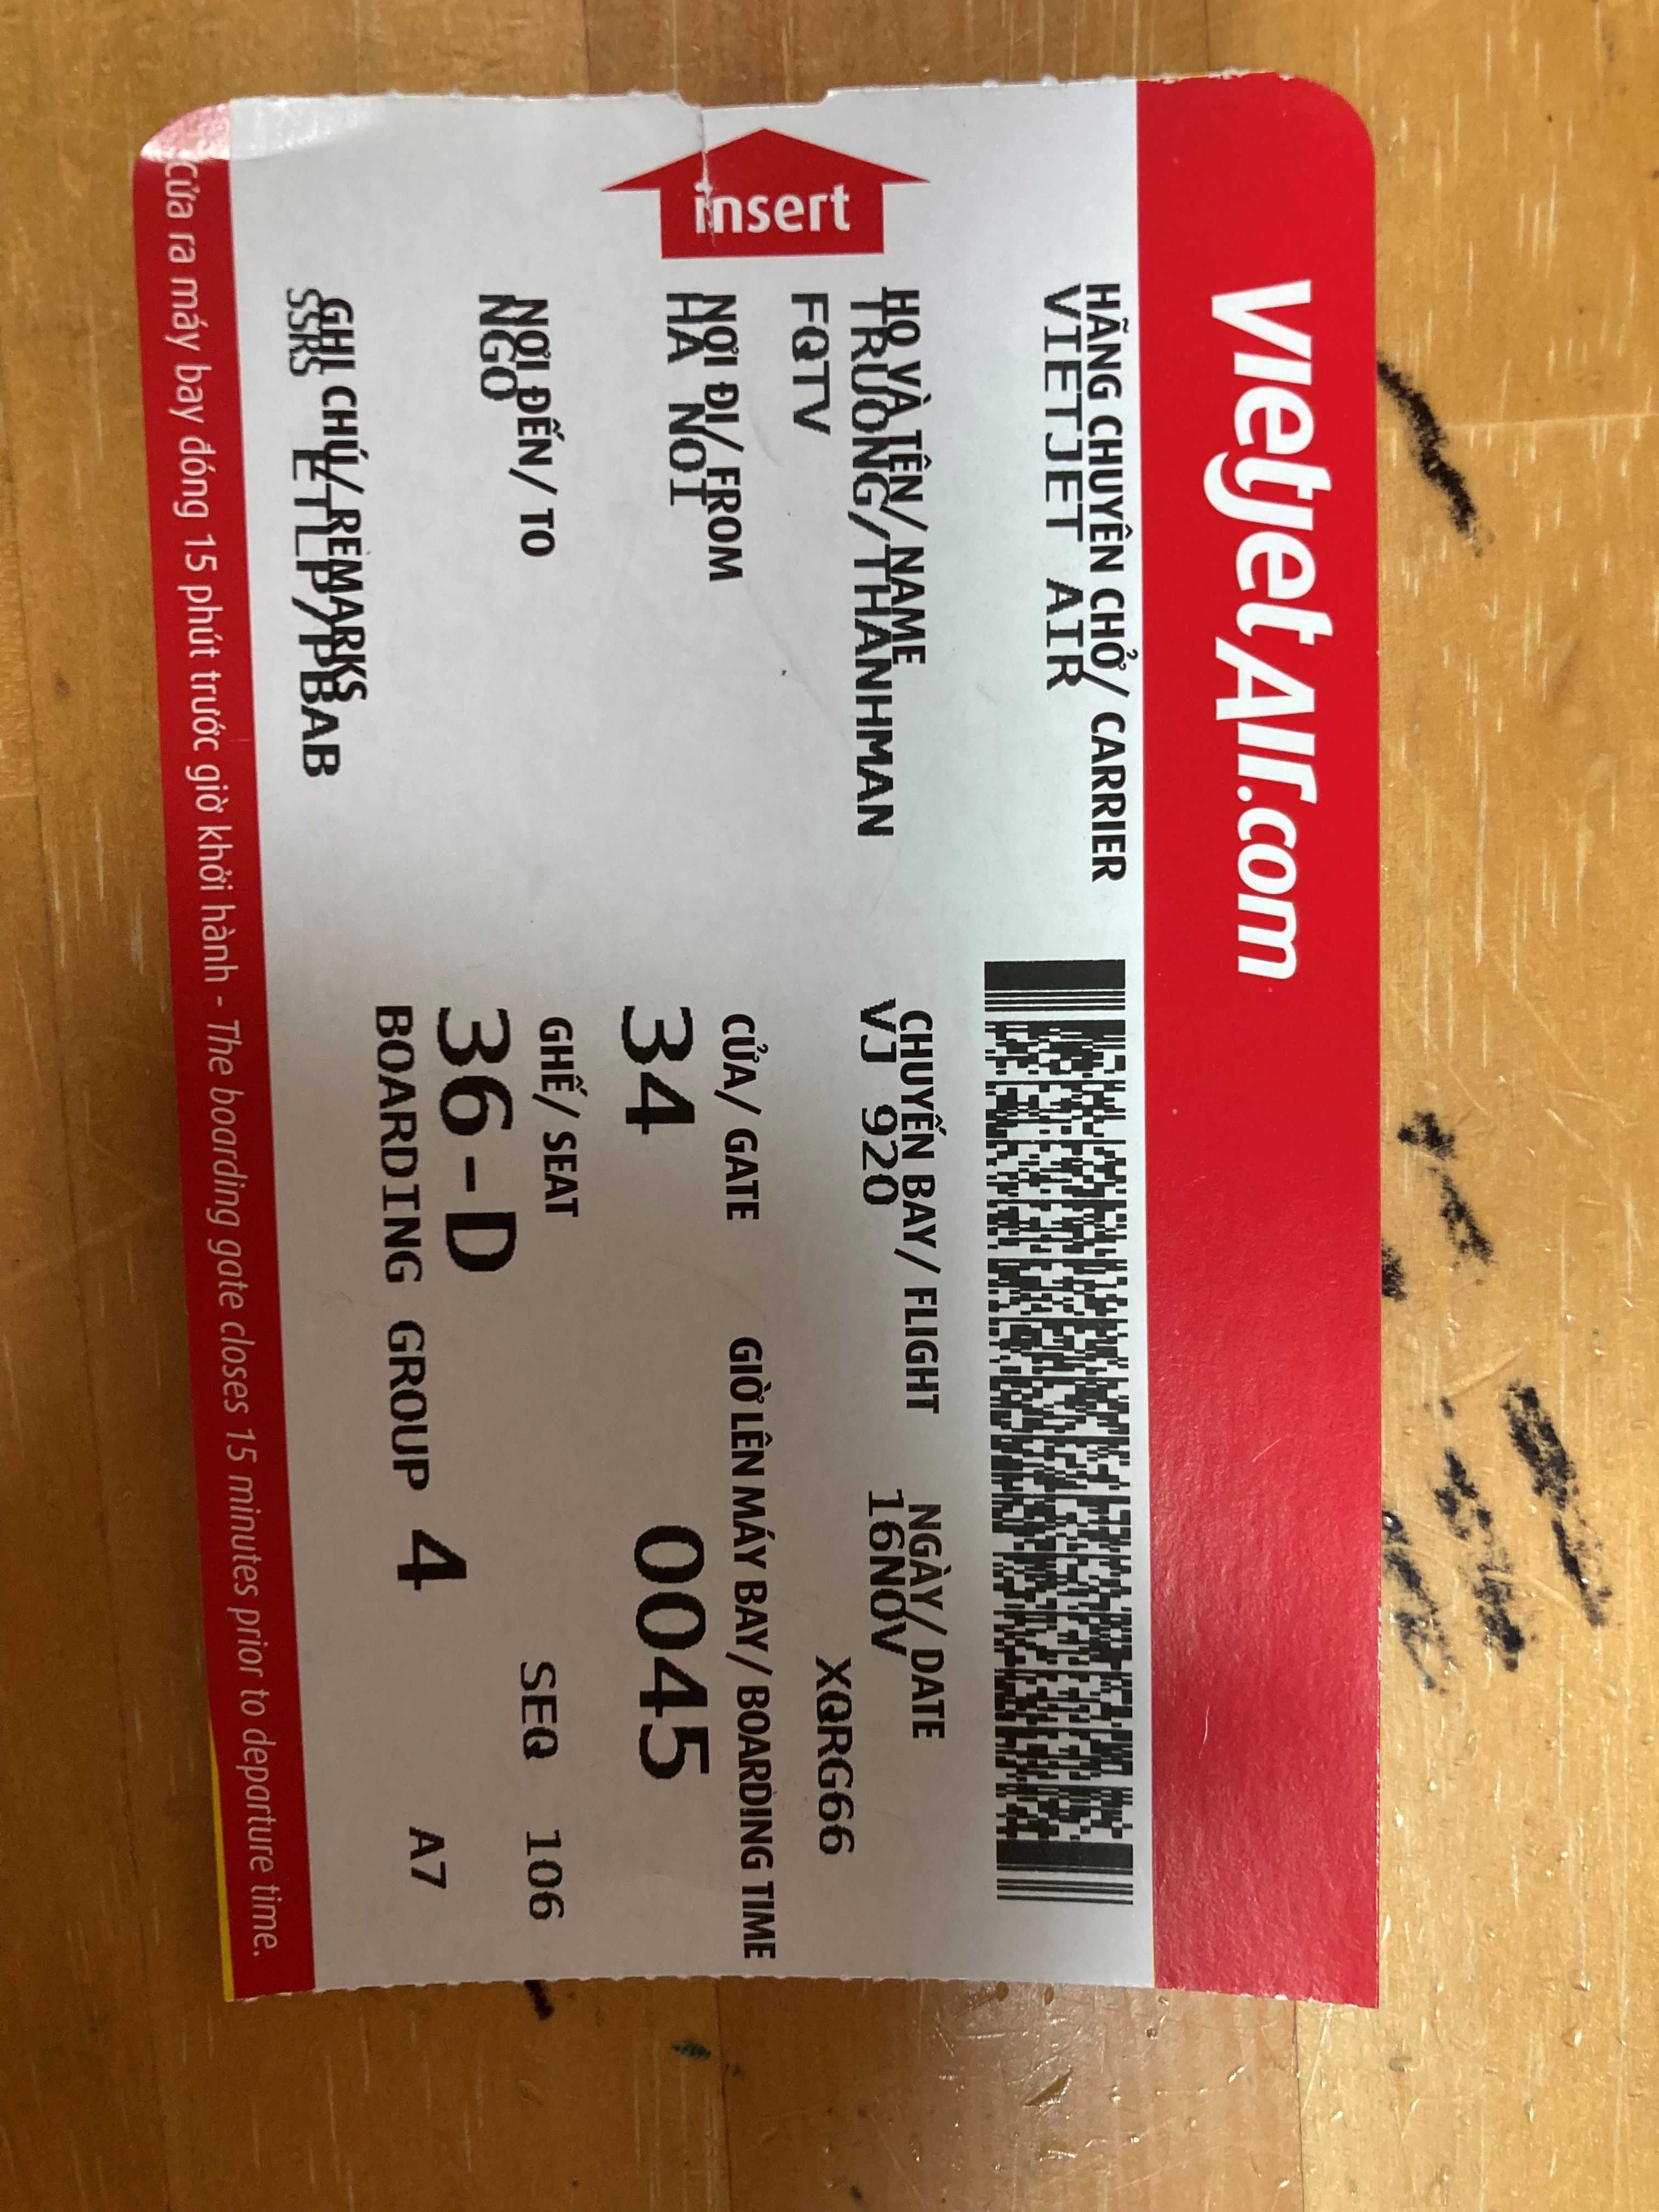 VietjetAir.com
insert
HÃNG CHUYÊN CHỞ/ CARRIER
VIETJET AIR
HỌ VÀ TÊN/ NAME
TRUONG/THANHMAN
CHUYẾN BAY/ FLIGHT
VJ 920
NGÀY/ DATE
16NOV
FQTV
XQRG66
NƠI ĐI/ FROM
HA NOI
CỬA/ GATE
34
GIỜ LÊN MÁY BAY/ BOARDING TIME
0045
NƠI ĐẾN/ TO
NGO
GHẾ/ SEAT
36-D
SEQ 106
BOARDING GROUP 4
A7
GHI CHÚ/ REMARKS
SSRS ETLP/PBAB
Cửa ra máy bay đóng 15 phút trước giờ khởi hành - The boarding gate closes 15 minutes prior to departure time.